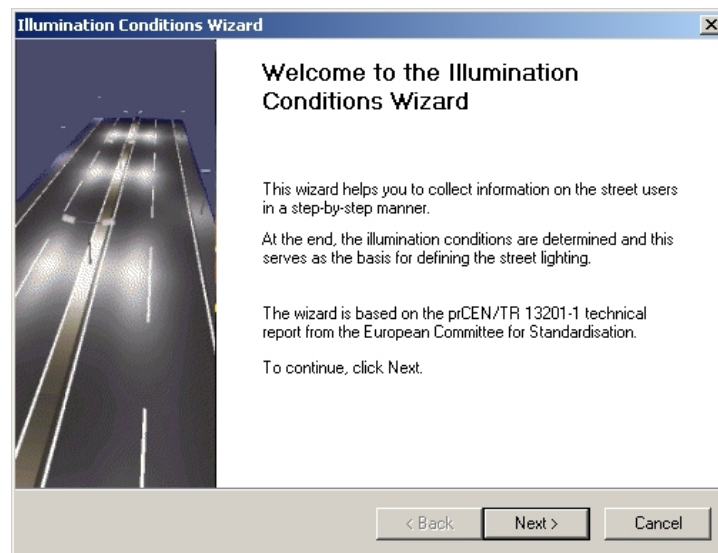 Illumination Conditions Wizard
Welcome to the Illumination
Conditions Wizard
This wizard helps you to collect information on the street users
in a step-by-step manner.
At the end, the illumination conditions are determined and this
serves as the basis for defining the street lighting.
The wizard is based on the prCEN/TR 13201-1 technical
report from the European Committee for Standardisation.
To continue, click Next.
< Back
Next >
Cancel